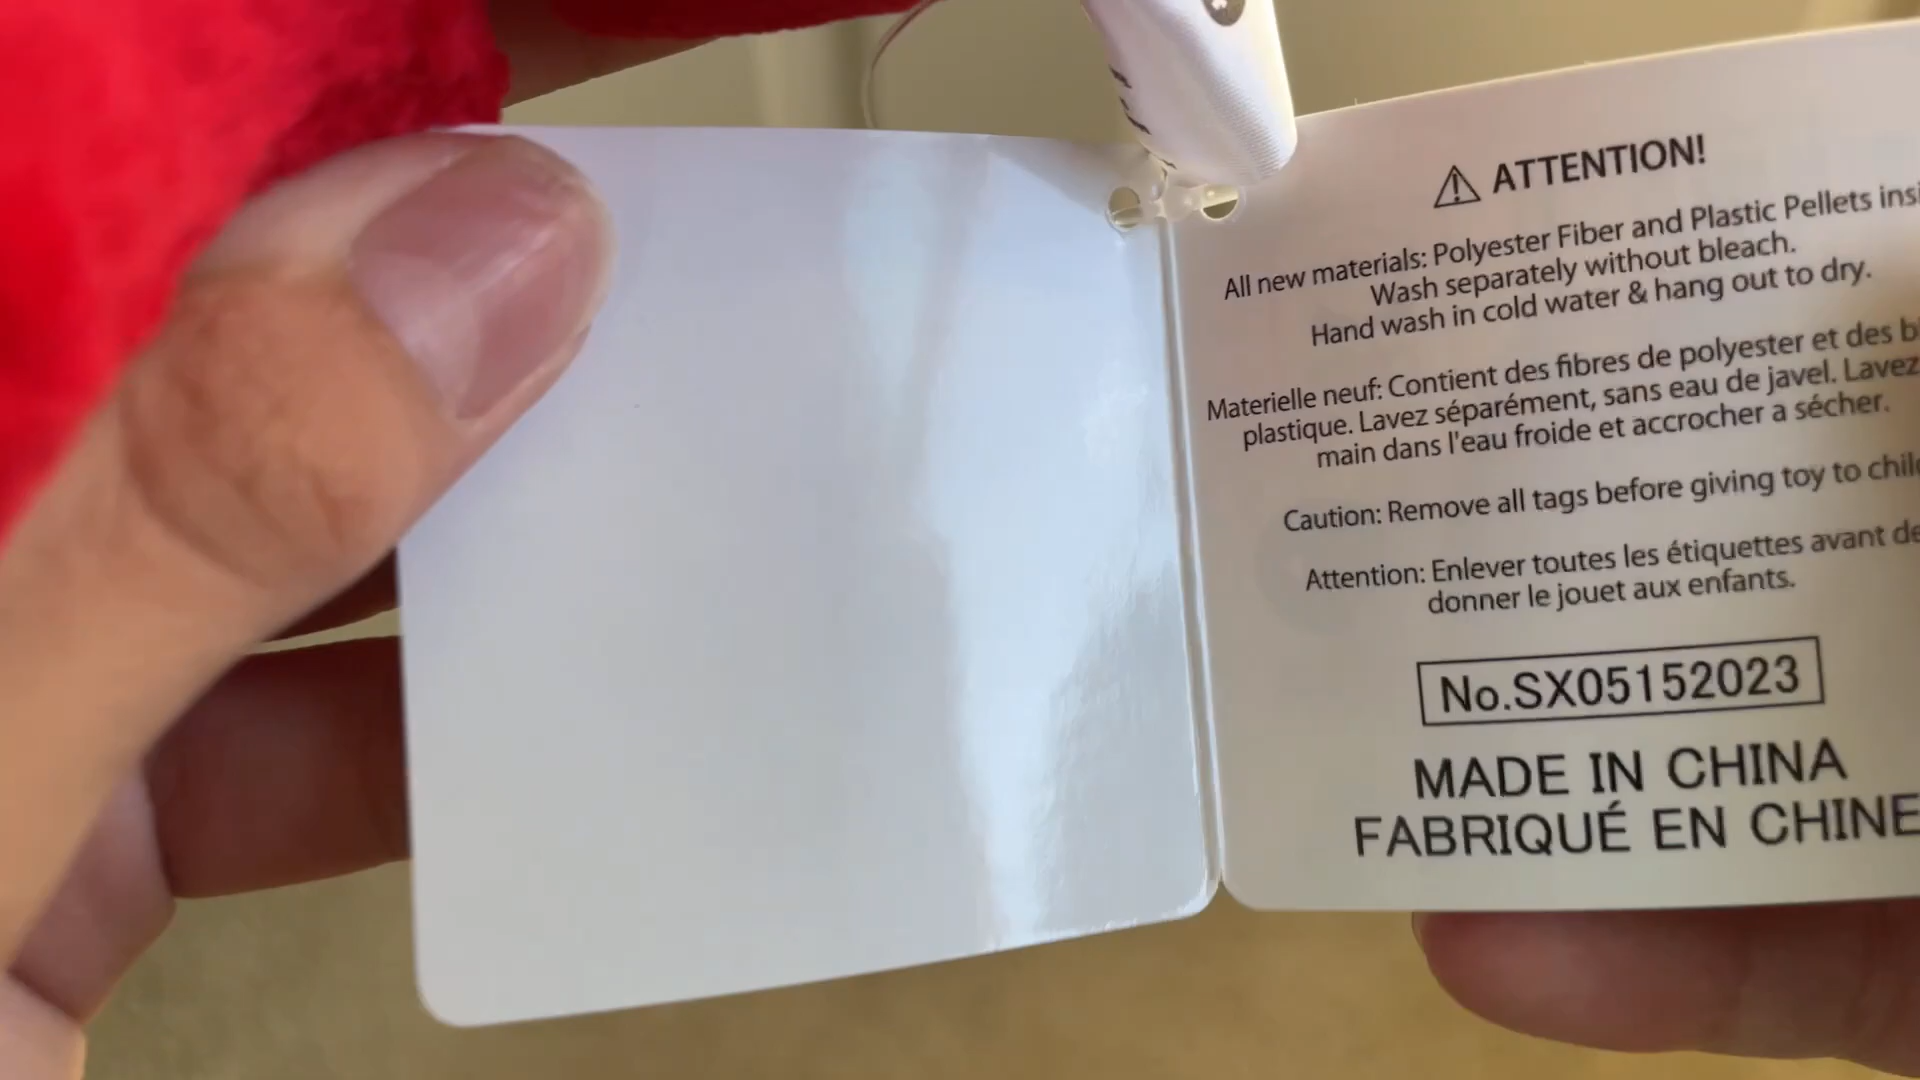 ATTENTION!
All new materials: Polyester Fiber and Plastic Pellets
Wash separately without bleach.
Hand wash in cold water & hang out to dry.
Materielle neuf: Contient des fibres de polyester et des
plastique. Lavez séparément, sans eau de javel. Lavez
main dans l'eau froide et accrocher a sécher.
Caution: Remove all tags before giving toy to
Attention: Enlever toutes les étiquettes avant de
donner le jouet aux enfants.
No.SX05152023
MADE IN CHINA
FABRIQUÉ EN CHINE